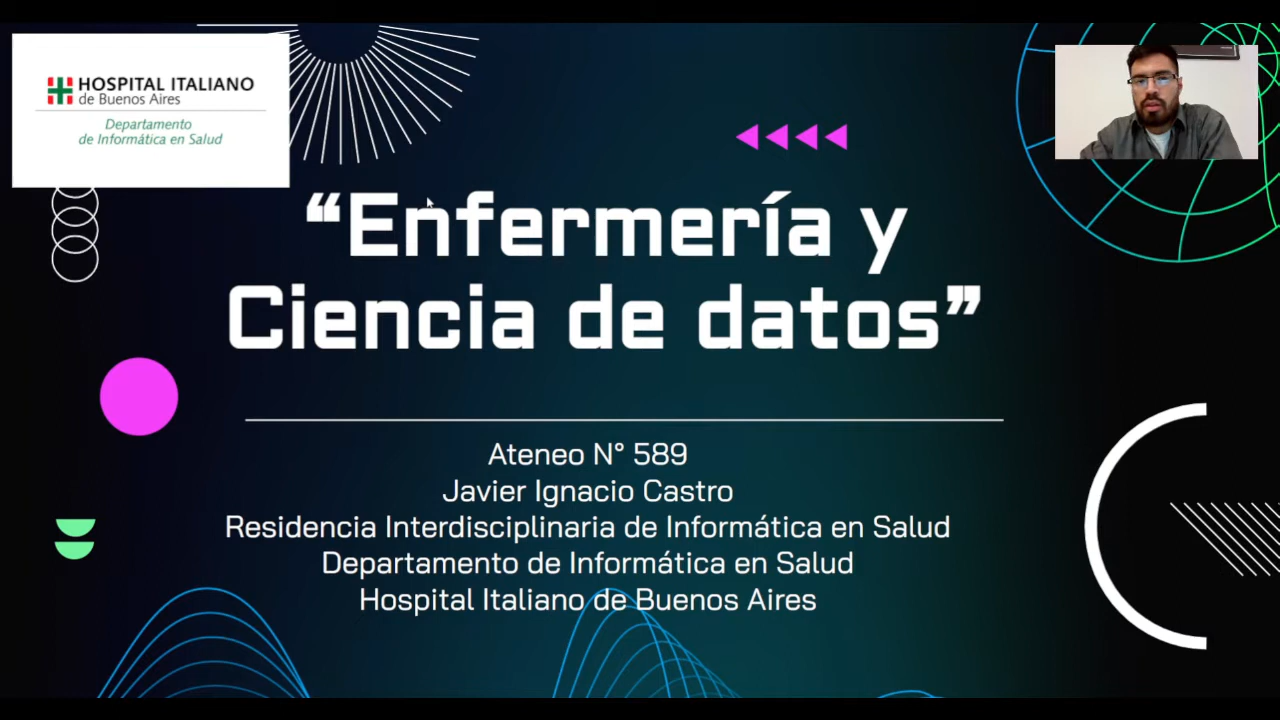 HOSPITAL ITALIANO
de Buenos Aires
Departamento
de Informática en Salud
“Enfermería y
Ciencia de datos”
Ateneo N° 589
Javier Ignacio Castro
Residencia Interdisciplinaria de Informática en Salud
Departamento de Informática en Salud
Hospital Italiano de Buenos Aires